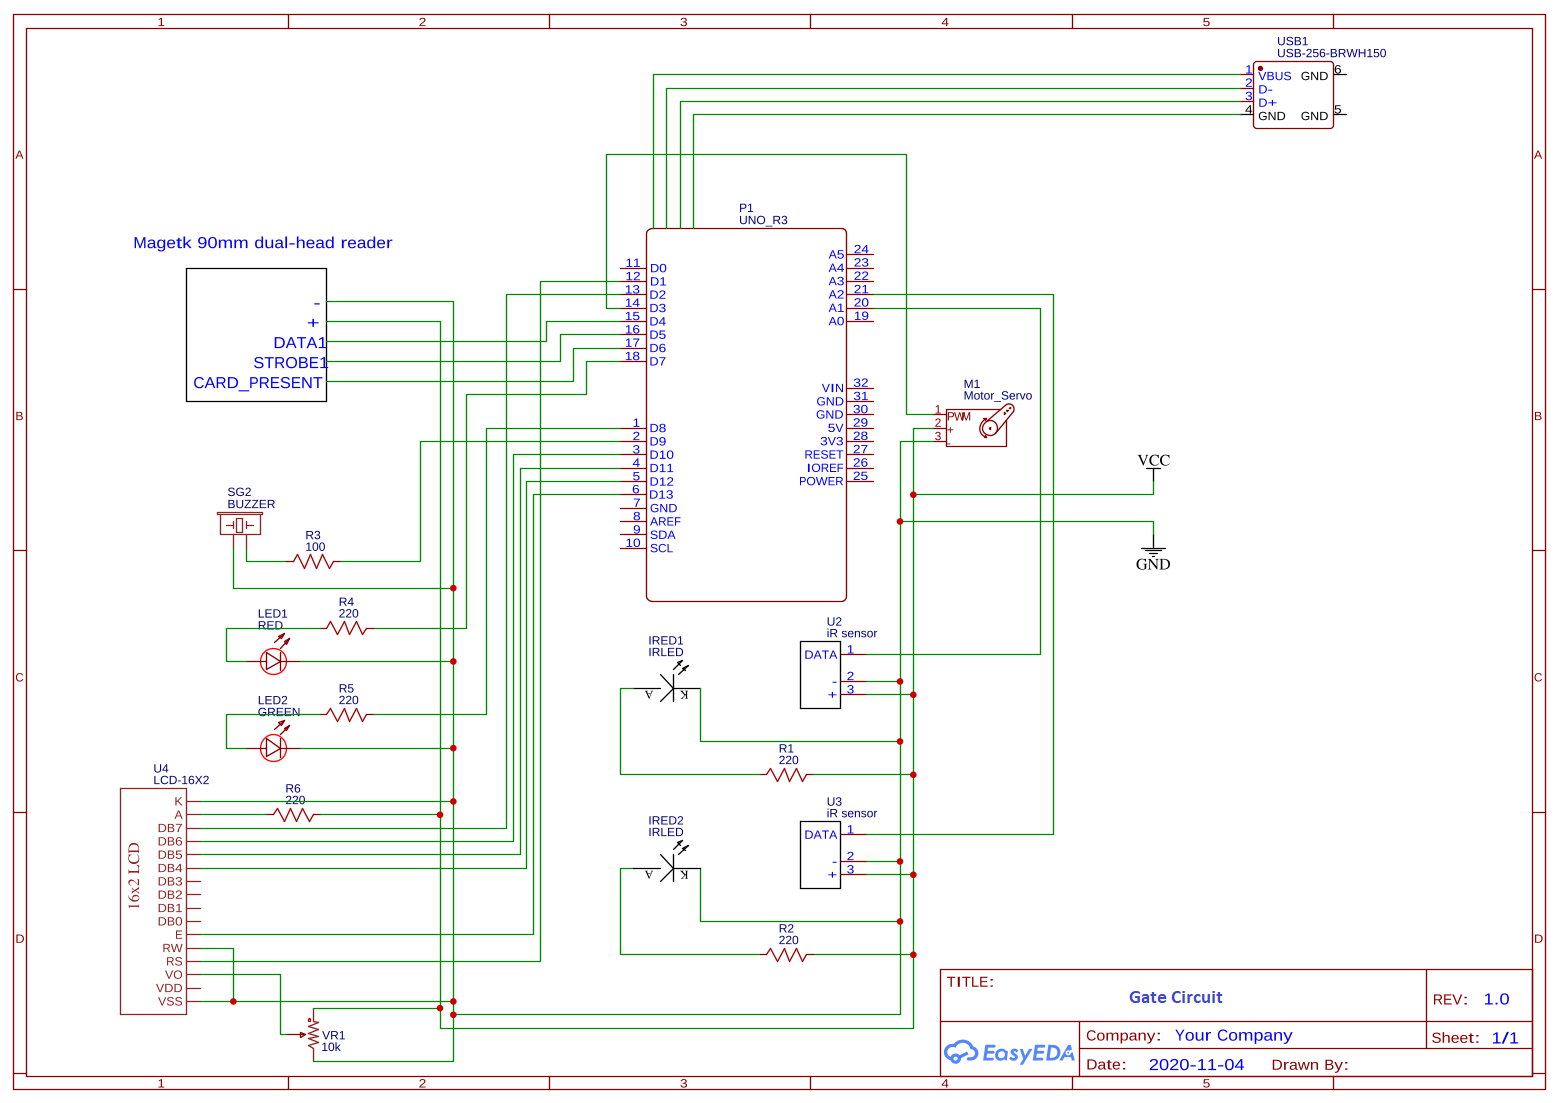 1 2 3 4 5
A A
B B
C C
D D
1 2 3 4 5
USB1
USB-256-BRWH150
1 VBUS GND 6
2 D-
3 D+
4 GND GND 5
P1
UNO_R3
Magetk 90mm dual-head reader
-
+
DATA1
STROBE1
CARD_PRESENT
11 D0
12 D1
13 D2
14 D3
15 D4
16 D5
17 D6
18 D7
1 D8
2 D9
3 D10
4 D11
5 D12
6 D13
7 GND
8 AREF
9 SDA
10 SCL
A5 24
A4 23
A3 22
A2 21
A1 20
A0 19
VIN 32
GND 31
GND 30
5V 29
3V3 28
RESET 27
IOREF 26
POWER 25
M1
Motor_Servo
1 PWM
2 +
3 -
VCC
GND
SG2
BUZZER
R3
100
LED1
RED
R4
220
LED2
GREEN
R5
220
U4
LCD-16X2
R6
220
16x2 LCD
K
A
DB7
DB6
DB5
DB4
DB3
DB2
DB1
DB0
E
RW
RS
VO
VDD
VSS
VR1
10k
IRED1
IRLED
A K
U2
iR sensor
DATA 1
- 2
+ 3
R1
220
IRED2
IRLED
A K
U3
iR sensor
DATA 1
- 2
+ 3
R2
220
TITLE:
Gate Circuit
REV: 1.0
EasyEDA
Company: Your Company
Sheet: 1/1
Date: 2020-11-04 Drawn By: